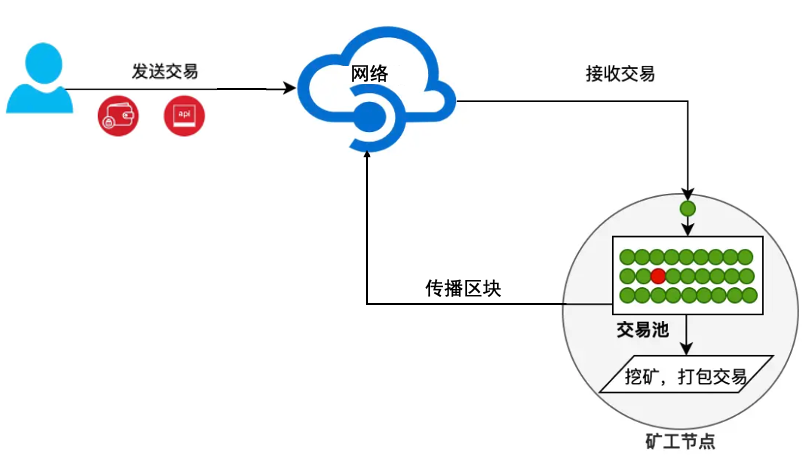 发送交易
网络
接收交易
api
传播区块
交易池
挖矿，打包交易
矿工节点